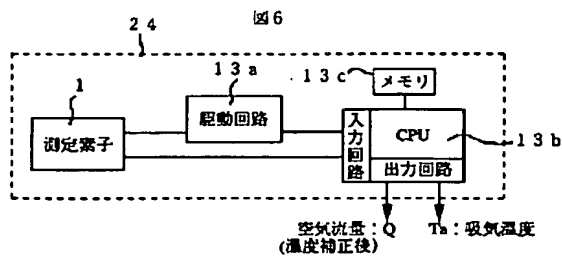 図6
24
13a
13c
メモリ
1
駆動回路
測定素子
入力回路
CPU
13b
出力回路
空気流量:Q
(温度補正後)
Ta:吸気温度